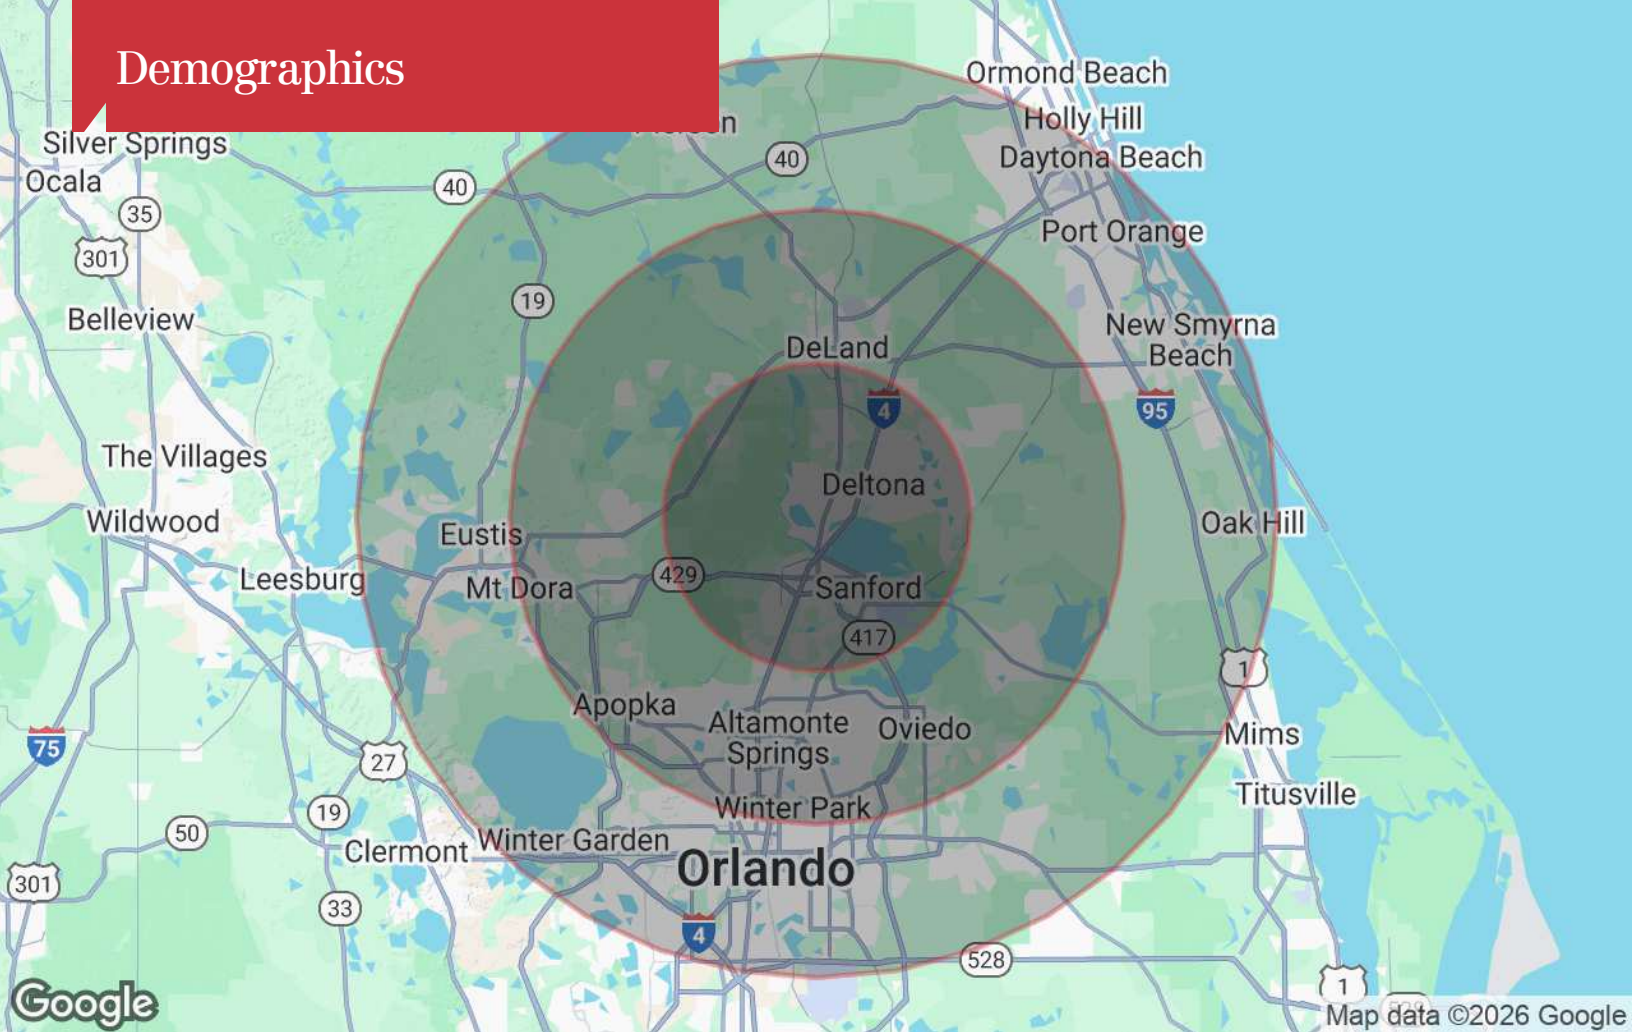 Demographics
Ormond Beach
Holly Hill
Silver Springs
40
Daytona Beach
Ocala
40
35
Port Orange
301
19
Belleview
New Smyrna
Beach
DeLand
4
95
The Villages
Deltona
Wildwood
Eustis
Oak Hill
Leesburg
Mt Dora
429
Sanford
417
1
Apopka
Altamonte
Springs
Oviedo
Mims
75
27
Titusville
19
Winter Park
50
Clermont
Winter Garden
Orlando
301
33
4
528
1
Google
Map data ©2026 Google